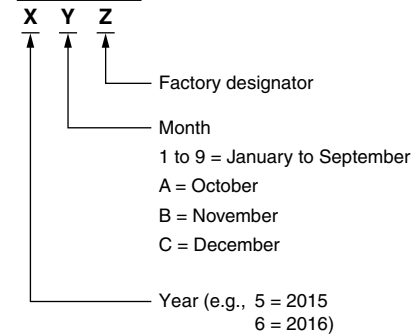 X Y Z
Factory designator
Month
1 to 9 = January to September
A = October
B = November
C = December
Year (e.g., 5 = 2015
6 = 2016)